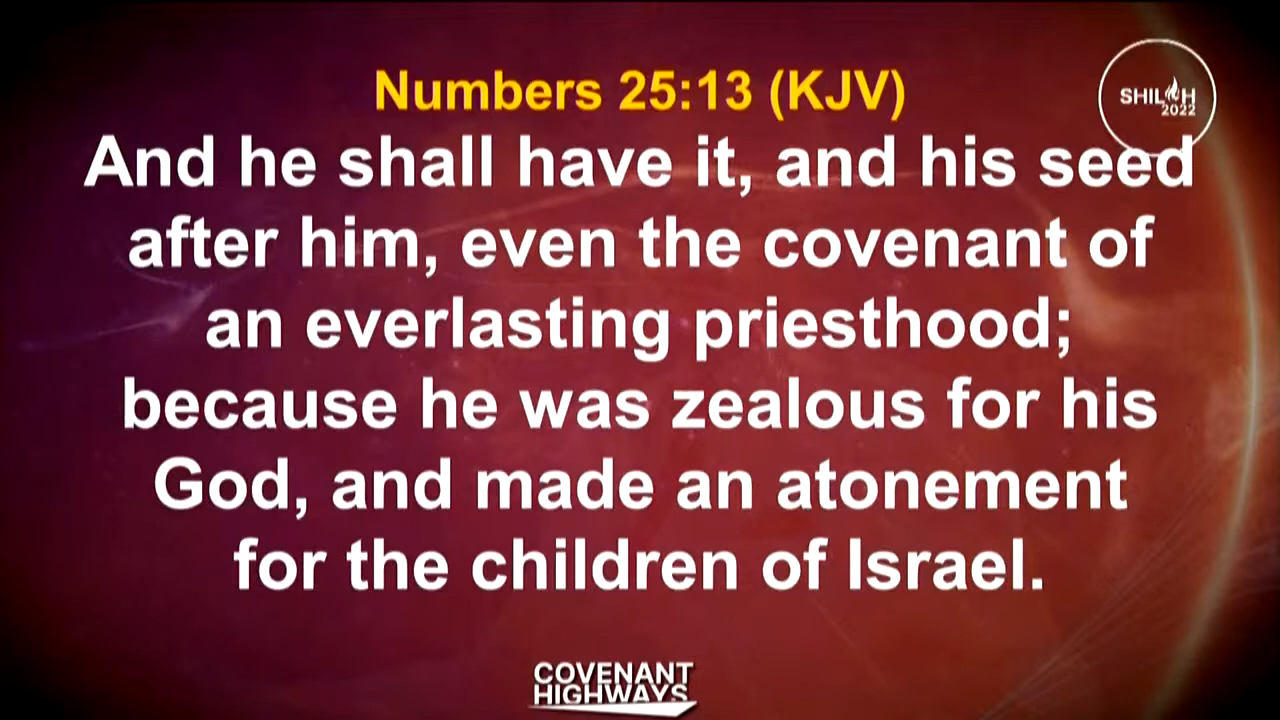 Numbers 25:13 (KJV)
SHILOH
2022
And he shall have it, and his seed
after him, even the covenant of
an everlasting priesthood;
because he was zealous for his
God, and made an atonement
for the children of Israel.
COVENANT
HIGHWAYS